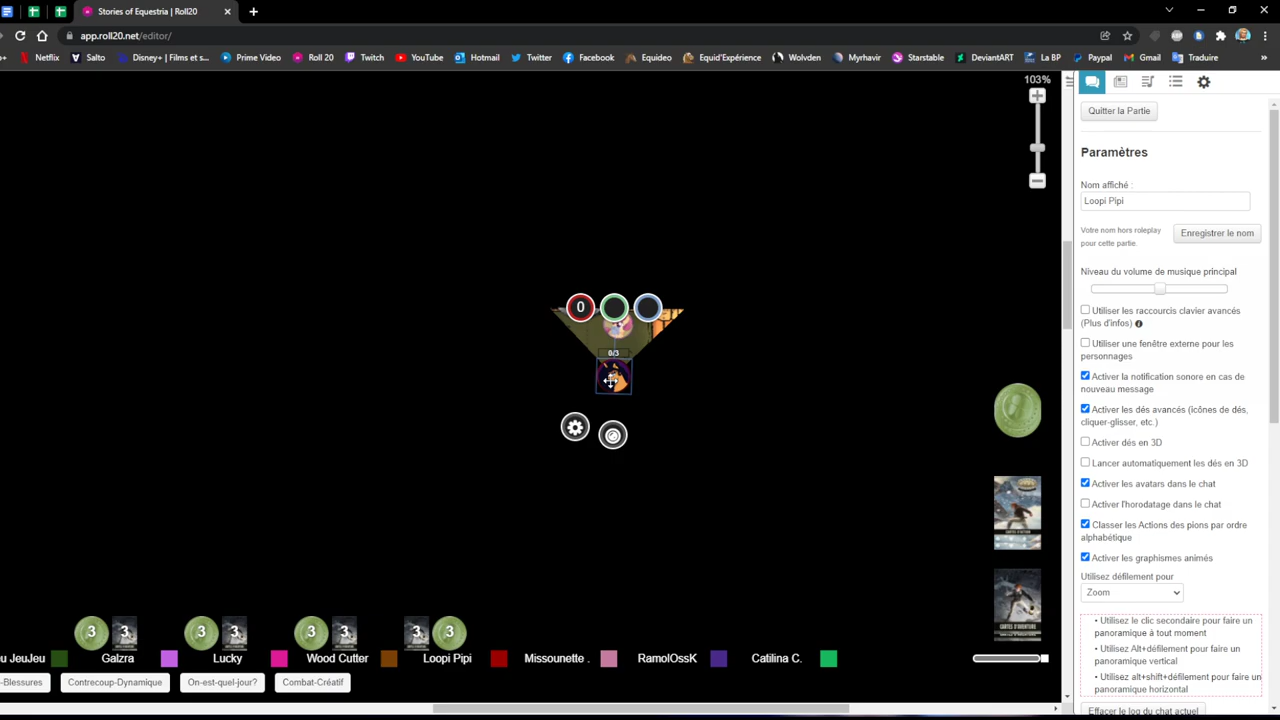 Stories of Equestria | Roll20
app.roll20.net/editor/
Netflix Salto Disney+ | Films et s... Prime Video Roll 20 Twitch YouTube Hotmail Twitter Facebook Equideo Equid'Expérience Wolvden Myrhavir Starstable DeviantART La BP Paypal Gmail Traduire »
103%
Quitter la Partie
Paramètres
Nom affiché :
Loopi Pipi
Votre nom hors roleplay
pour cette partie.
Enregistrer le nom
Niveau du volume de musique principal
Utiliser les raccourcis clavier avancés
(Plus d'infos)
Utiliser une fenêtre externe pour les
personnages
Activer la notification sonore en cas de
nouveau message
Activer les dés avancés (icônes de dés,
cliquer-glisser, etc.)
Activer dés en 3D
Lancer automatiquement les dés en 3D
Activer les avatars dans le chat
Activer l'horodatage dans le chat
Classer les Actions des pions par ordre
alphabétique
Activer les graphismes animés
Utilisez défilement pour
Zoom
• Utilisez le clic secondaire pour faire un
panoramique à tout moment
• Utilisez Alt+défilement pour faire un
panoramique vertical
• Utilisez alt+shift+défilement pour faire un
panoramique horizontal
Effacer le log du chat actuel
0
0/3
3 3 3 3 3 3 3 3
u JeuJeu Galzra Lucky Wood Cutter Loopi Pipi Missounette . RamolOssK Catilina C.
-Blessures Contrecoup-Dynamique On-est-quel-jour? Combat-Créatif